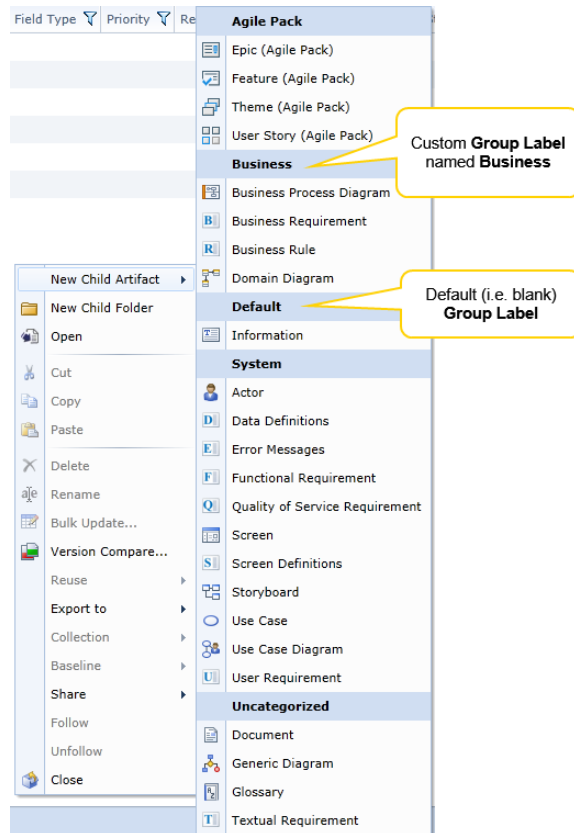 Field Type Priority Re
Agile Pack
Epic (Agile Pack)
Feature (Agile Pack)
Theme (Agile Pack)
User Story (Agile Pack)
Custom Group Label
named Business
Business
Business Process Diagram
B Business Requirement
R Business Rule
Domain Diagram
Default
Default (i.e. blank)
Group Label
Information
System
Actor
D Data Definitions
E Error Messages
F Functional Requirement
Q Quality of Service Requirement
Screen
S Screen Definitions
Storyboard
Use Case
Use Case Diagram
U User Requirement
Uncategorized
Document
Generic Diagram
Glossary
T Textual Requirement
New Child Artifact
New Child Folder
Open
Cut
Copy
Paste
Delete
Rename
Bulk Update...
Version Compare...
Reuse
Export to
Collection
Baseline
Share
Follow
Unfollow
Close